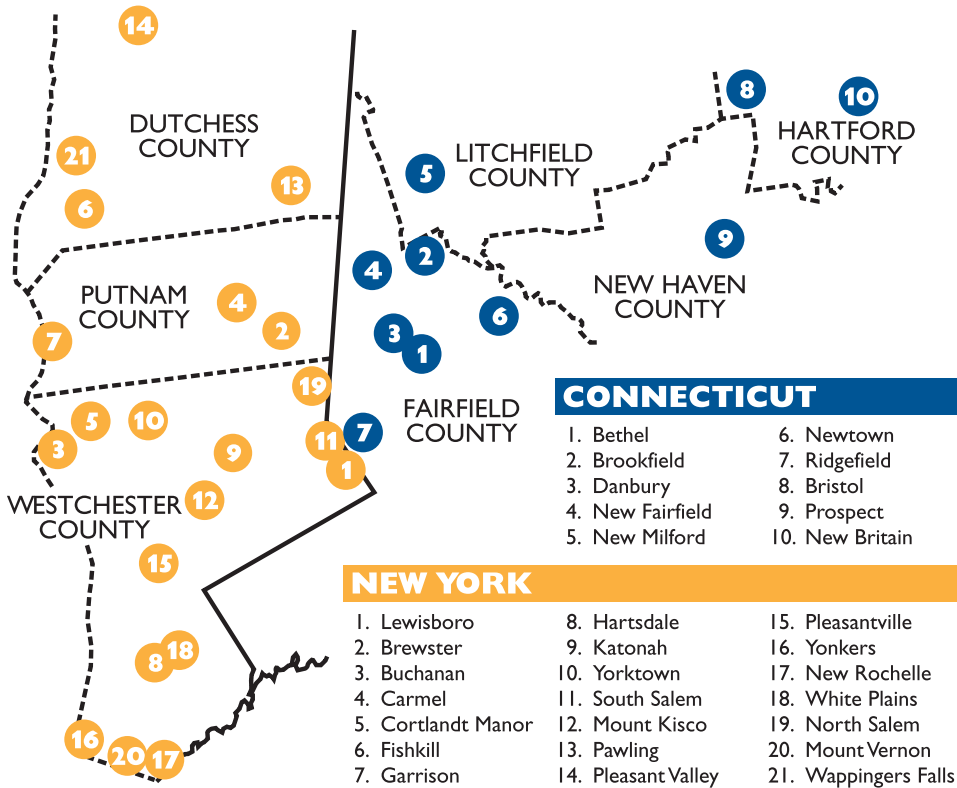 14
8
10
DUTCHESS
COUNTY
HARTFORD
COUNTY
21
LITCHFIELD
COUNTY
5
13
6
9
2
4
NEW HAVEN
COUNTY
PUTNAM
COUNTY
4
6
2
3
7
1
19
CONNECTICUT
FAIRFIELD
COUNTY
5
10
7
11
3
9
1
1. Bethel
2. Brookfield
3. Danbury
4. New Fairfield
5. New Milford
6. Newtown
7. Ridgefield
8. Bristol
9. Prospect
10. New Britain
12
WESTCHESTER
COUNTY
15
NEW YORK
1. Lewisboro
2. Brewster
3. Buchanan
4. Carmel
5. Cortlandt Manor
6. Fishkill
7. Garrison
8. Hartsdale
9. Katonah
10. Yorktown
11. South Salem
12. Mount Kisco
13. Pawling
14. Pleasant Valley
15. Pleasantville
16. Yonkers
17. New Rochelle
18. White Plains
19. North Salem
20. Mount Vernon
21. Wappingers Falls
18
8
16
20
17